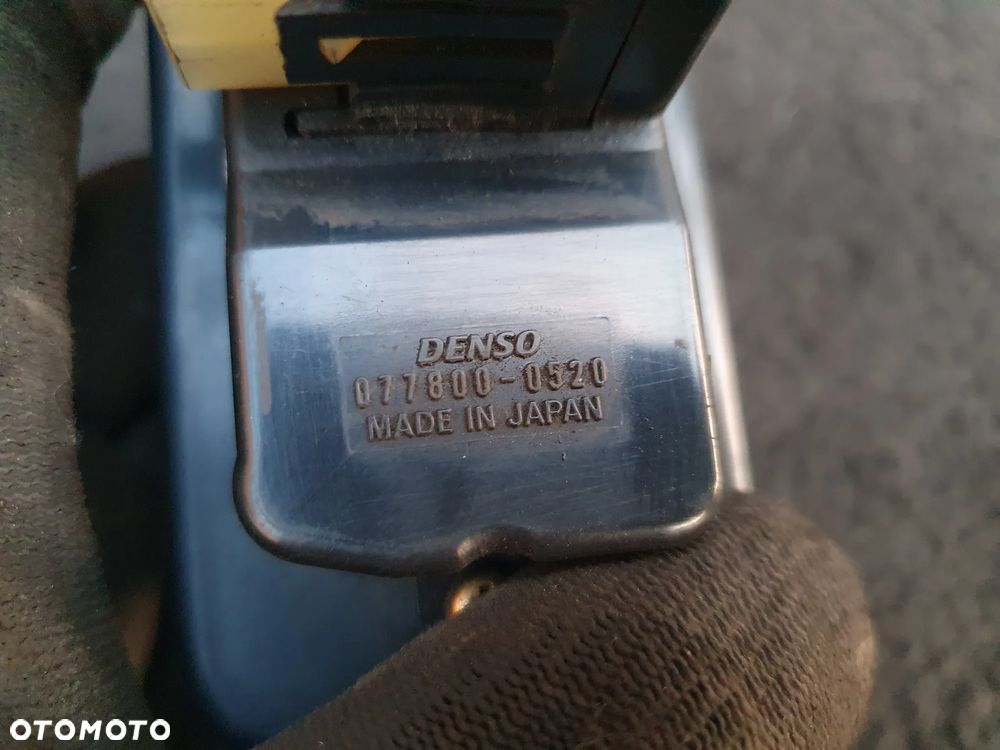 DENSO
077800-0520
MADE IN JAPAN
OTOMOTO